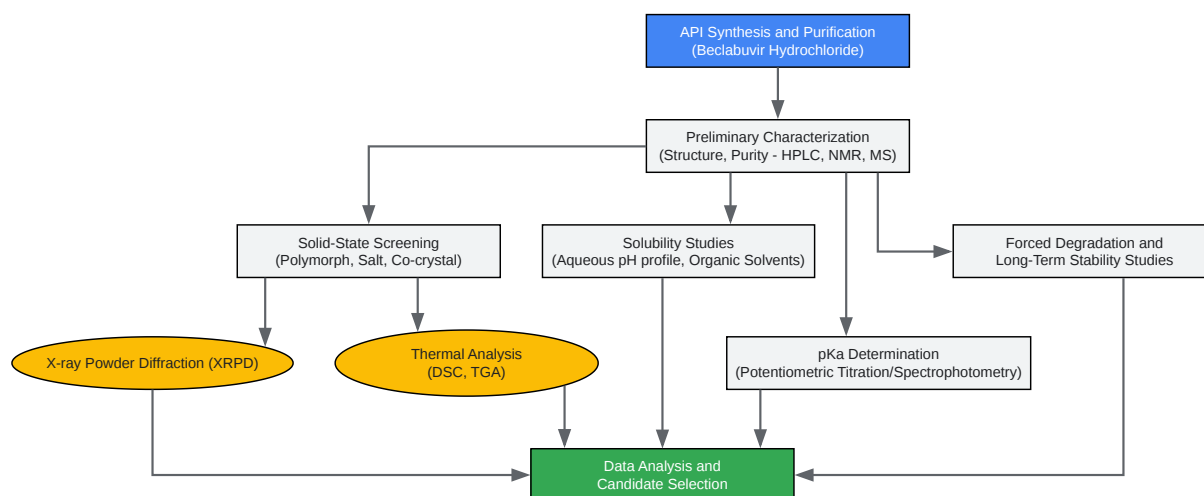 API Synthesis and Purification
(Beclabuvir Hydrochloride)
Preliminary Characterization
(Structure, Purity - HPLC, NMR, MS)
Solid-State Screening
(Polymorph, Salt, Co-crystal)
Solubility Studies
(Aqueous pH profile, Organic Solvents)
Forced Degradation and
Long-Term Stability Studies
X-ray Powder Diffraction (XRPD)
Thermal Analysis
(DSC, TGA)
pKa Determination
(Potentiometric Titration/Spectrophotometry)
Data Analysis and
Candidate Selection